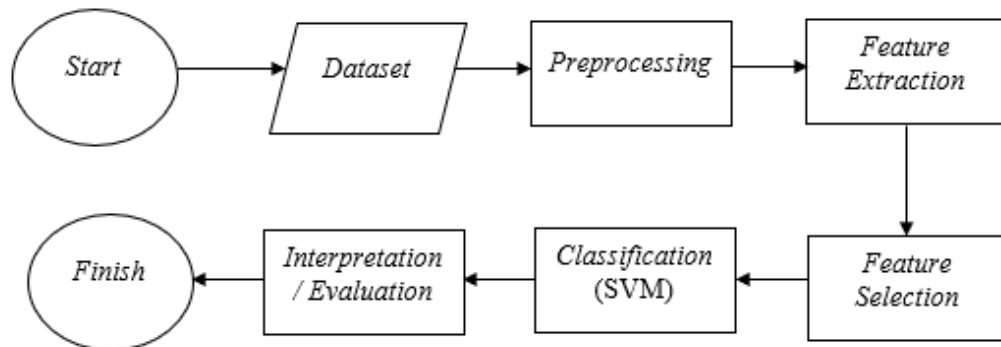 Start
Dataset
Preprocessing
Feature
Extraction
Feature
Selection
Classification
(SVM)
Interpretation
/ Evaluation
Finish